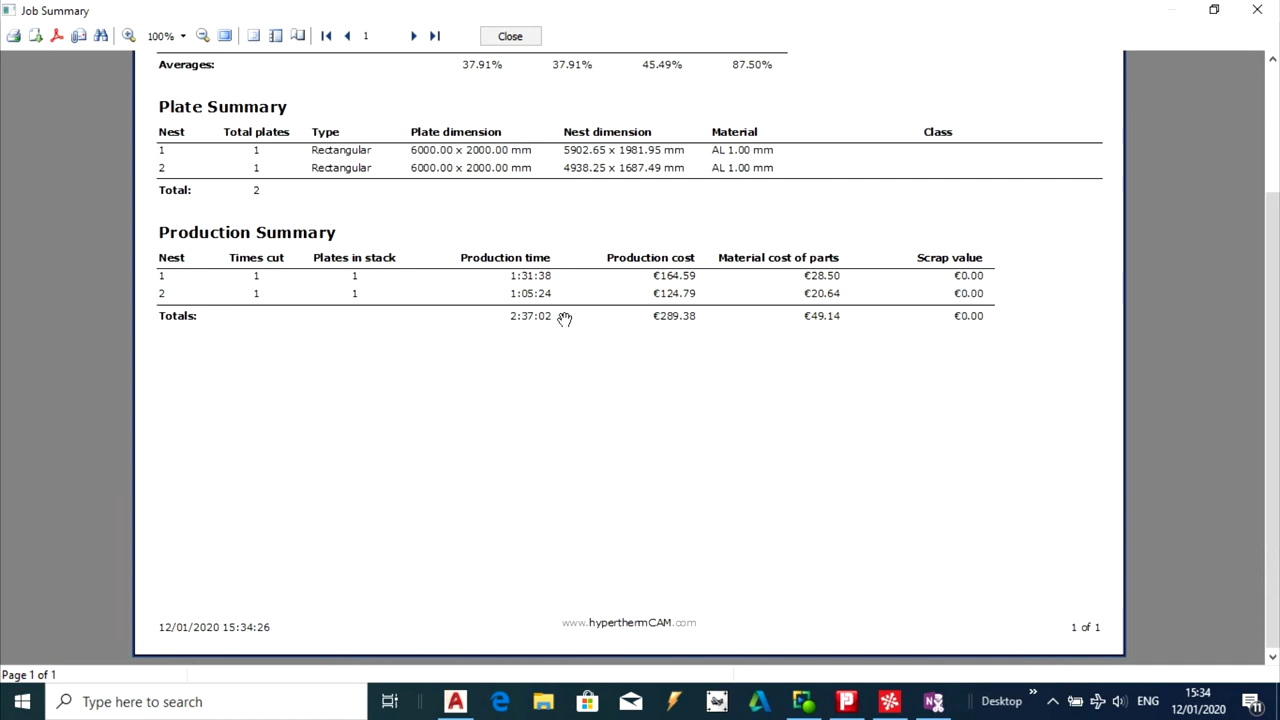 Job Summary
100%
1
Close
Averages: 37.91% 37.91% 45.49% 87.50%
Plate Summary
Nest Total plates Type Plate dimension Nest dimension Material Class
1 1 Rectangular 6000.00 x 2000.00 mm 5902.65 x 1981.95 mm AL 1.00 mm
2 1 Rectangular 6000.00 x 2000.00 mm 4938.25 x 1687.49 mm AL 1.00 mm
Total: 2
Production Summary
Nest Times cut Plates in stack Production time Production cost Material cost of parts Scrap value
1 1 1 1:31:38 €164.59 €28.50 €0.00
2 1 1 1:05:24 €124.79 €20.64 €0.00
Totals: 2:37:02 €289.38 €49.14 €0.00
12/01/2020 15:34:26 www.hyperthermCAM.com 1 of 1
Page 1 of 1
Type here to search
Desktop
ENG
15:34
12/01/2020
11